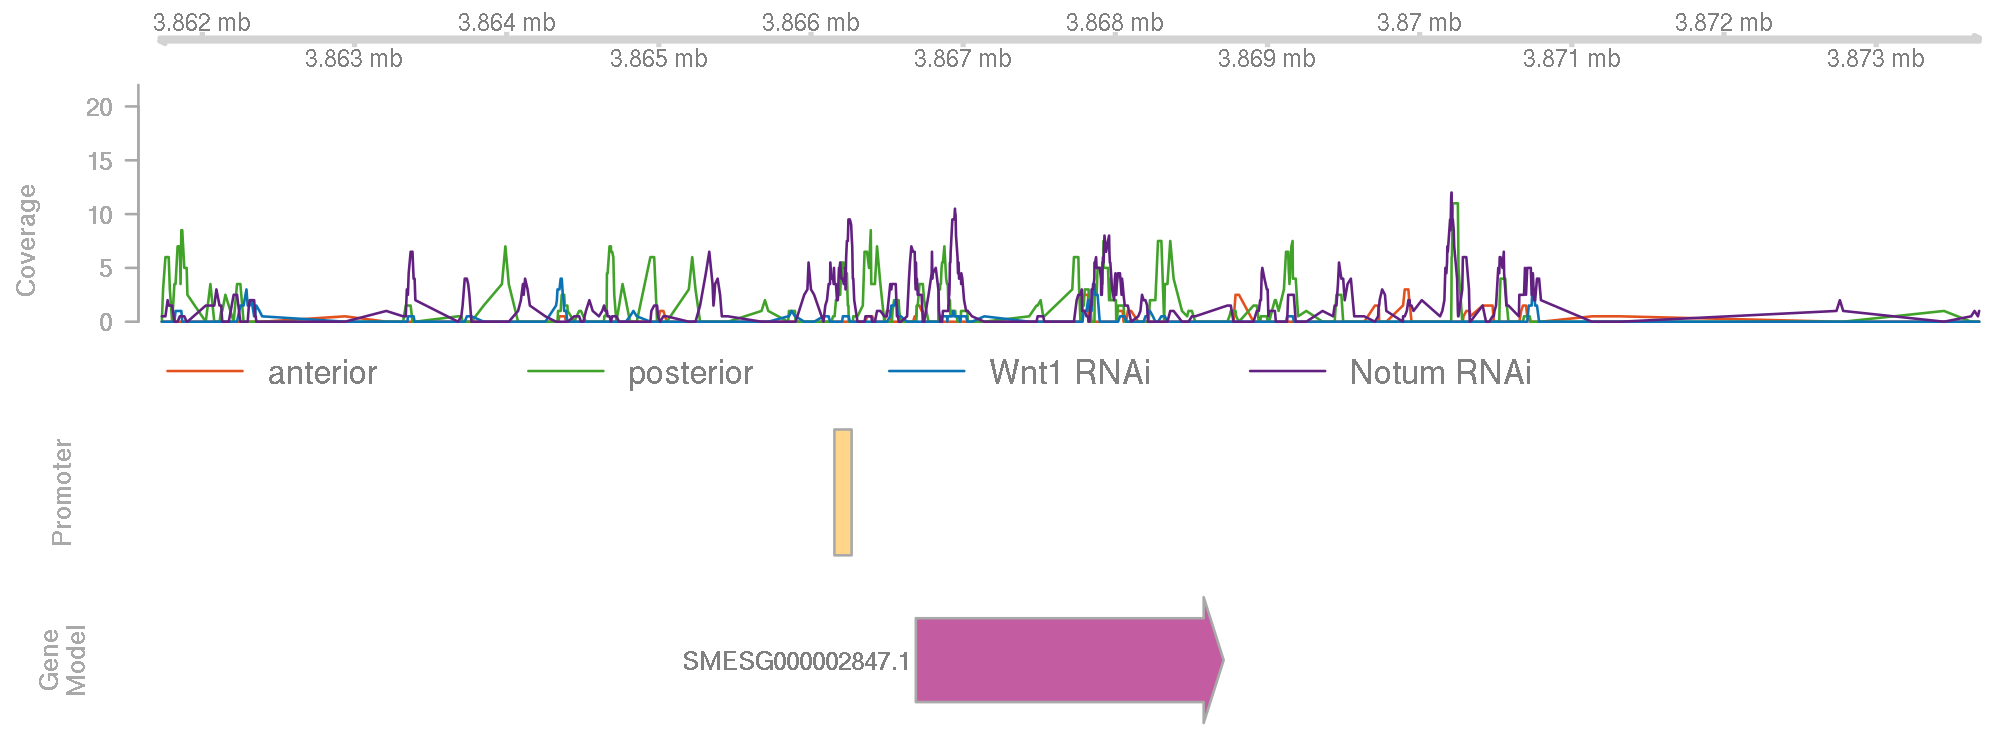 3.862 mb 3.864 mb 3.866 mb 3.868 mb 3.87 mb 3.872 mb
3.863 mb 3.865 mb 3.867 mb 3.869 mb 3.871 mb 3.873 mb
Coverage
20
15
10
5
0
anterior posterior Wnt1 RNAi Notum RNAi
Promoter
Gene
Model
SMESG000002847.1